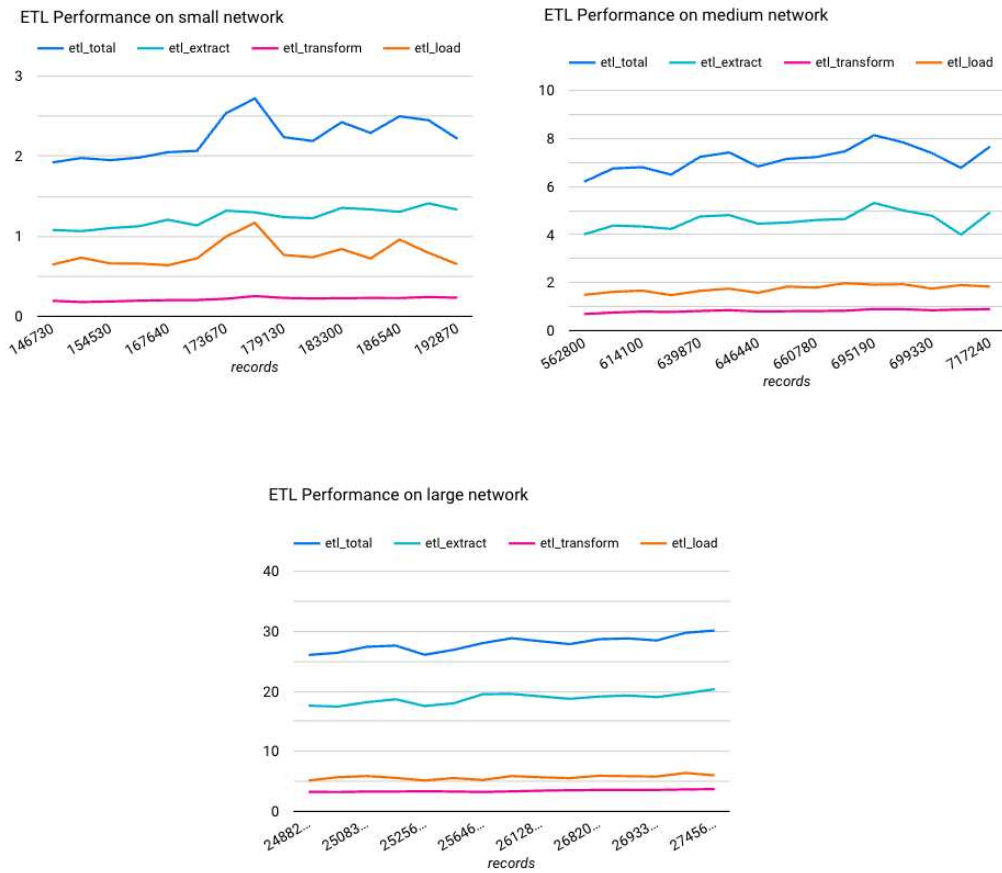 ETL Performance on small network
etl_total etl_extract etl_transform etl_load
3
2
1
0
146730 154530 167640 173670 179130 183300 186540 192870
records
ETL Performance on medium network
etl_total etl_extract etl_transform etl_load
10
8
6
4
2
0
562800 614100 639870 646440 660780 695190 699330 717240
records
ETL Performance on large network
etl_total etl_extract etl_transform etl_load
40
30
20
10
0
24882... 25083... 25256... 25646... 26128... 26820... 26933... 27456...
records